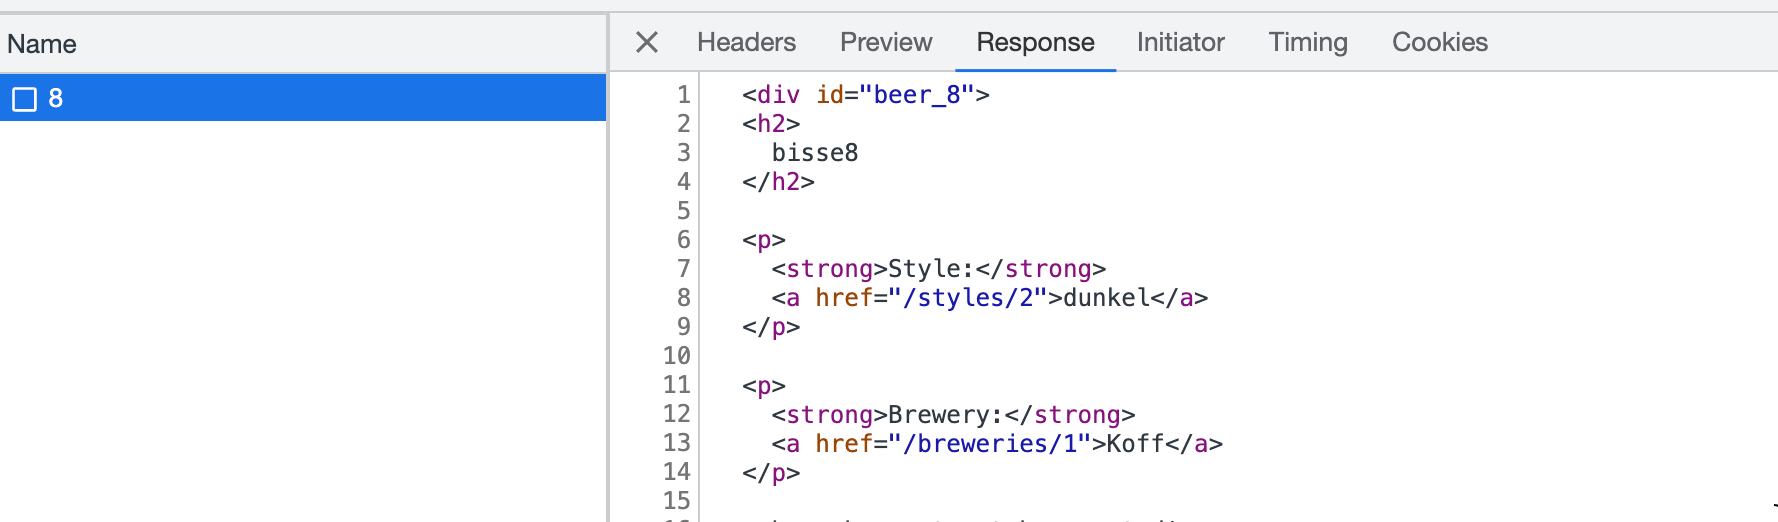 Name
8
Headers Preview Response Initiator Timing Cookies
1 <div id="beer_8">
2 <h2>
3 bisse8
4 </h2>
5
6 <p>
7 <strong>Style:</strong>
8 <a href="/styles/2">dunkel</a>
9 </p>
10
11 <p>
12 <strong>Brewery:</strong>
13 <a href="/breweries/1">Koff</a>
14 </p>
15